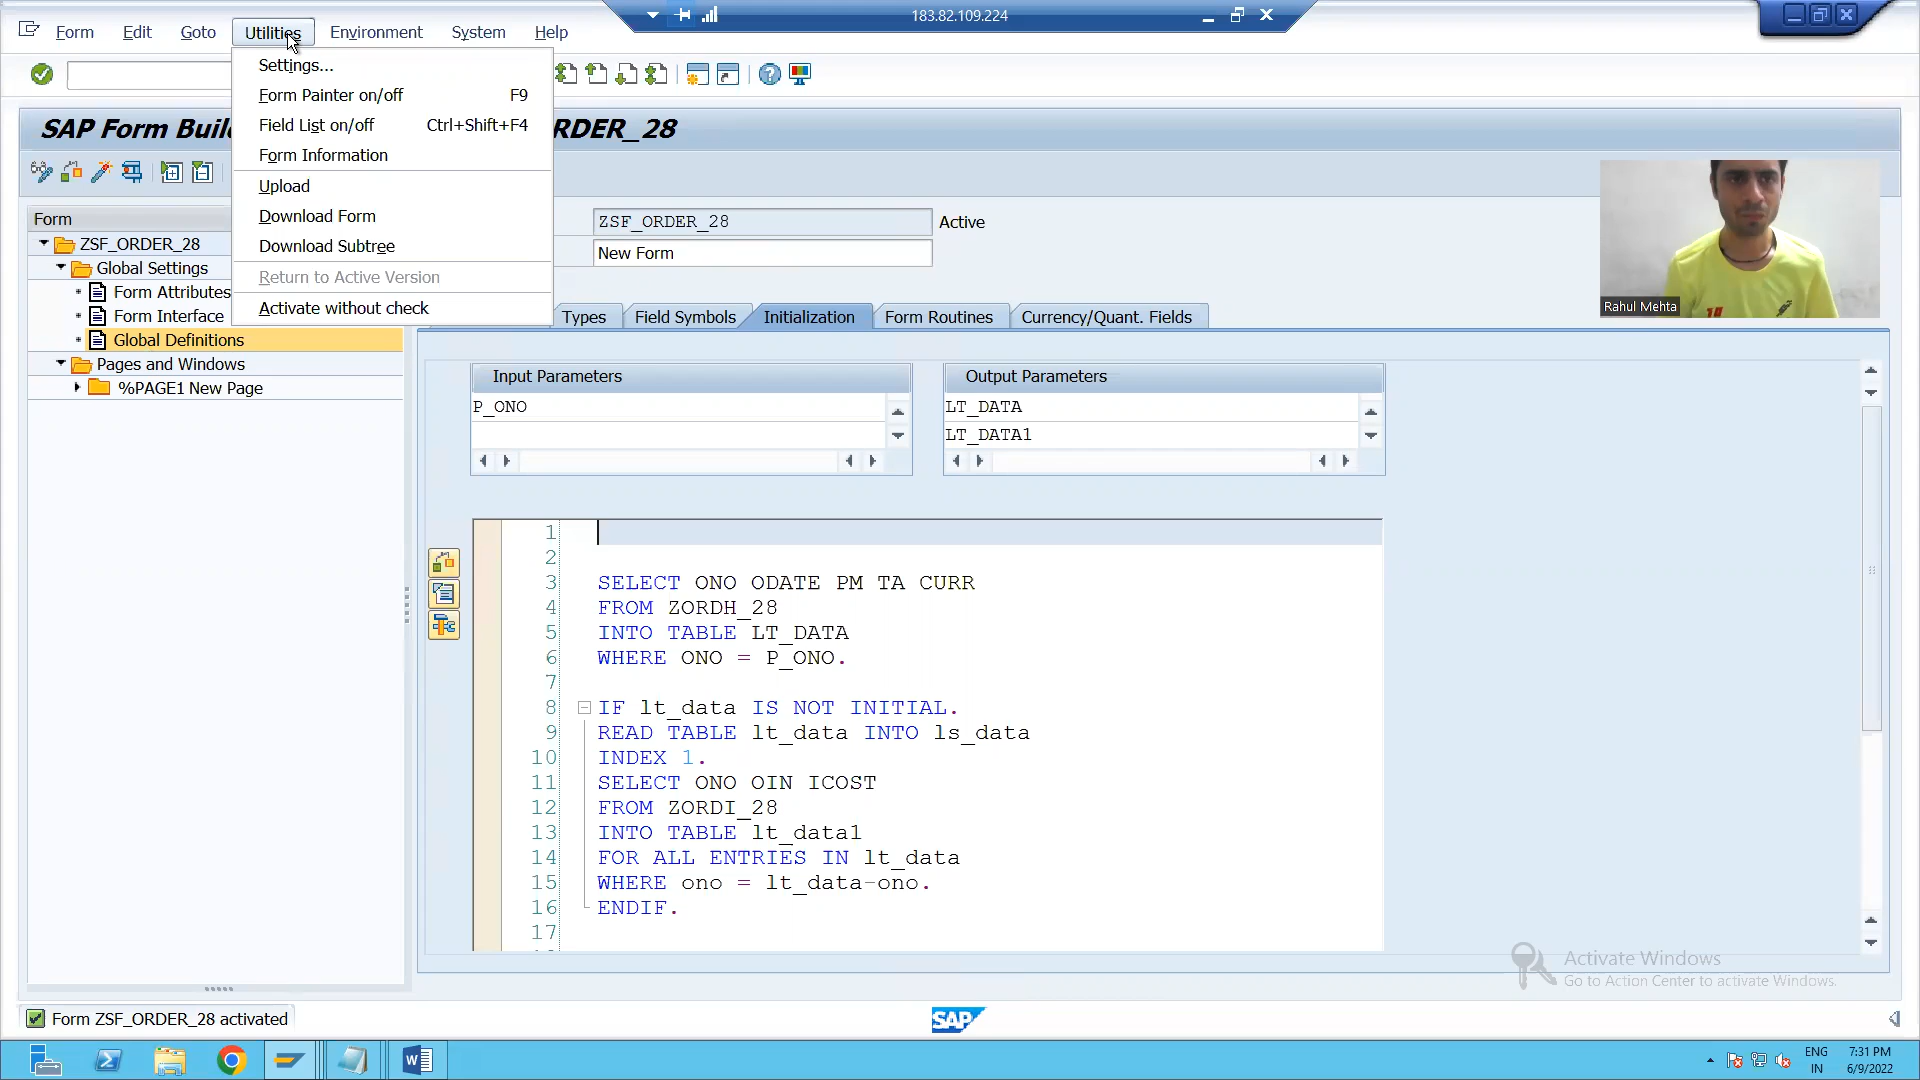 183.82.109.224
Form Edit Goto Utilities Environment System Help
Settings...
Form Painter on/off F9
Field List on/off Ctrl+Shift+F4
Form Information
Upload
Download Form
Download Subtree
Return to Active Version
Activate without check
SAP Form Buil RDER_28
Form
ZSF_ORDER_28
Global Settings
Form Attributes
Form Interface
Global Definitions
Pages and Windows
%PAGE1 New Page
ZSF_ORDER_28 Active
New Form
Rahul Mehta
Types Field Symbols Initialization Form Routines Currency/Quant. Fields
Input Parameters Output Parameters
P_ONO LT_DATA
LT_DATA1
1
2
3 SELECT ONO ODATE PM TA CURR
4 FROM ZORDH_28
5 INTO TABLE LT_DATA
6 WHERE ONO = P_ONO.
7
8 IF lt_data IS NOT INITIAL.
9 READ TABLE lt_data INTO ls_data
10 INDEX 1.
11 SELECT ONO OIN ICOST
12 FROM ZORDI_28
13 INTO TABLE lt_data1
14 FOR ALL ENTRIES IN lt_data
15 WHERE ono = lt_data-ono.
16 ENDIF.
17
Activate Windows
Go to Action Center to activate Windows.
Form ZSF_ORDER_28 activated
SAP
ENG 7:31 PM
IN 6/9/2022